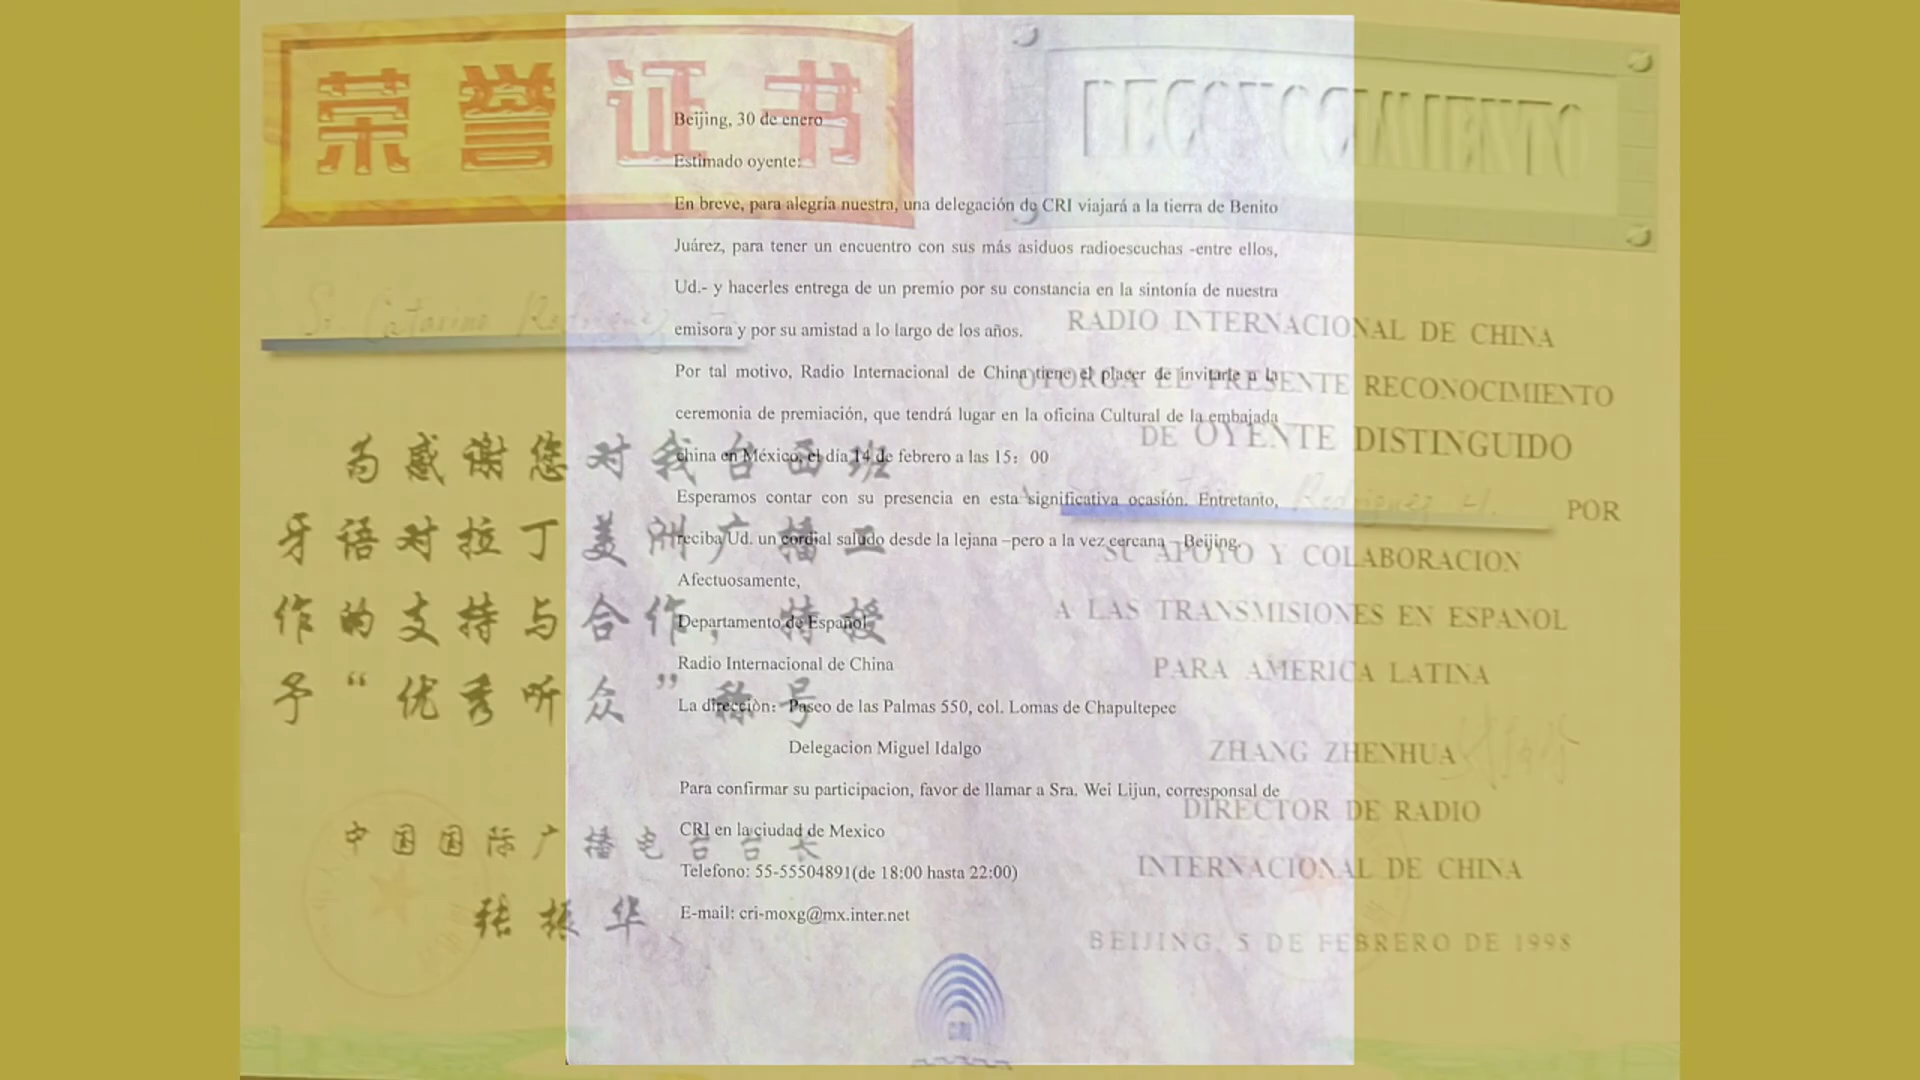 荣誉证书
Sr. Catarino Rodriguez H.
为感谢您对我台西班
牙语对拉丁美洲广播工
作的支持与合作，特授
予“优秀听众”称号
中国国际广播电台台长
张振华
Beijing, 30 de enero
Estimado oyente:
En breve, para alegria nuestra, una delegación de CRI viajará a la tierra de Benito
Juárez, para tener un encuentro con sus más asiduos radioescuchas -entre ellos,
Ud.- y hacerles entrega de un premio por su constancia en la sintonía de nuestra
emisora y por su amistad a lo largo de los años.
Por tal motivo, Radio Internacional de China tiene el placer de invitarle a la
ceremonia de premiación, que tendrá lugar en la oficina Cultural de la embajada
china en México, el día 14 de febrero a las 15：00
Esperamos contar con su presencia en esta significativa ocasión. Entretanto,
reciba Ud. un cordial saludo desde la lejana –pero a la vez cercana – Beijing.
Afectuosamente,
Departamento de Español
Radio Internacional de China
La direcciòn: Paseo de las Palmas 550, col. Lomas de Chapultepec
Delegacion Miguel Idalgo
Para confirmar su participacion, favor de llamar a Sra. Wei Lijun, corresponsal de
CRI en la ciudad de Mexico
Telefono: 55-55504891(de 18:00 hasta 22:00)
E-mail: cri-moxg@mx.inter.net
CRI
RECONOCIMIENTO
RADIO INTERNACIONAL DE CHINA
OTORGA EL PRESENTE RECONOCIMIENTO
DE OYENTE DISTINGUIDO
Rodriguez H. POR
SU APOYO Y COLABORACION
A LAS TRANSMISIONES EN ESPAÑOL
PARA AMERICA LATINA
ZHANG ZHENHUA
DIRECTOR DE RADIO
INTERNACIONAL DE CHINA
BEIJING, 5 DE FEBRERO DE 1998